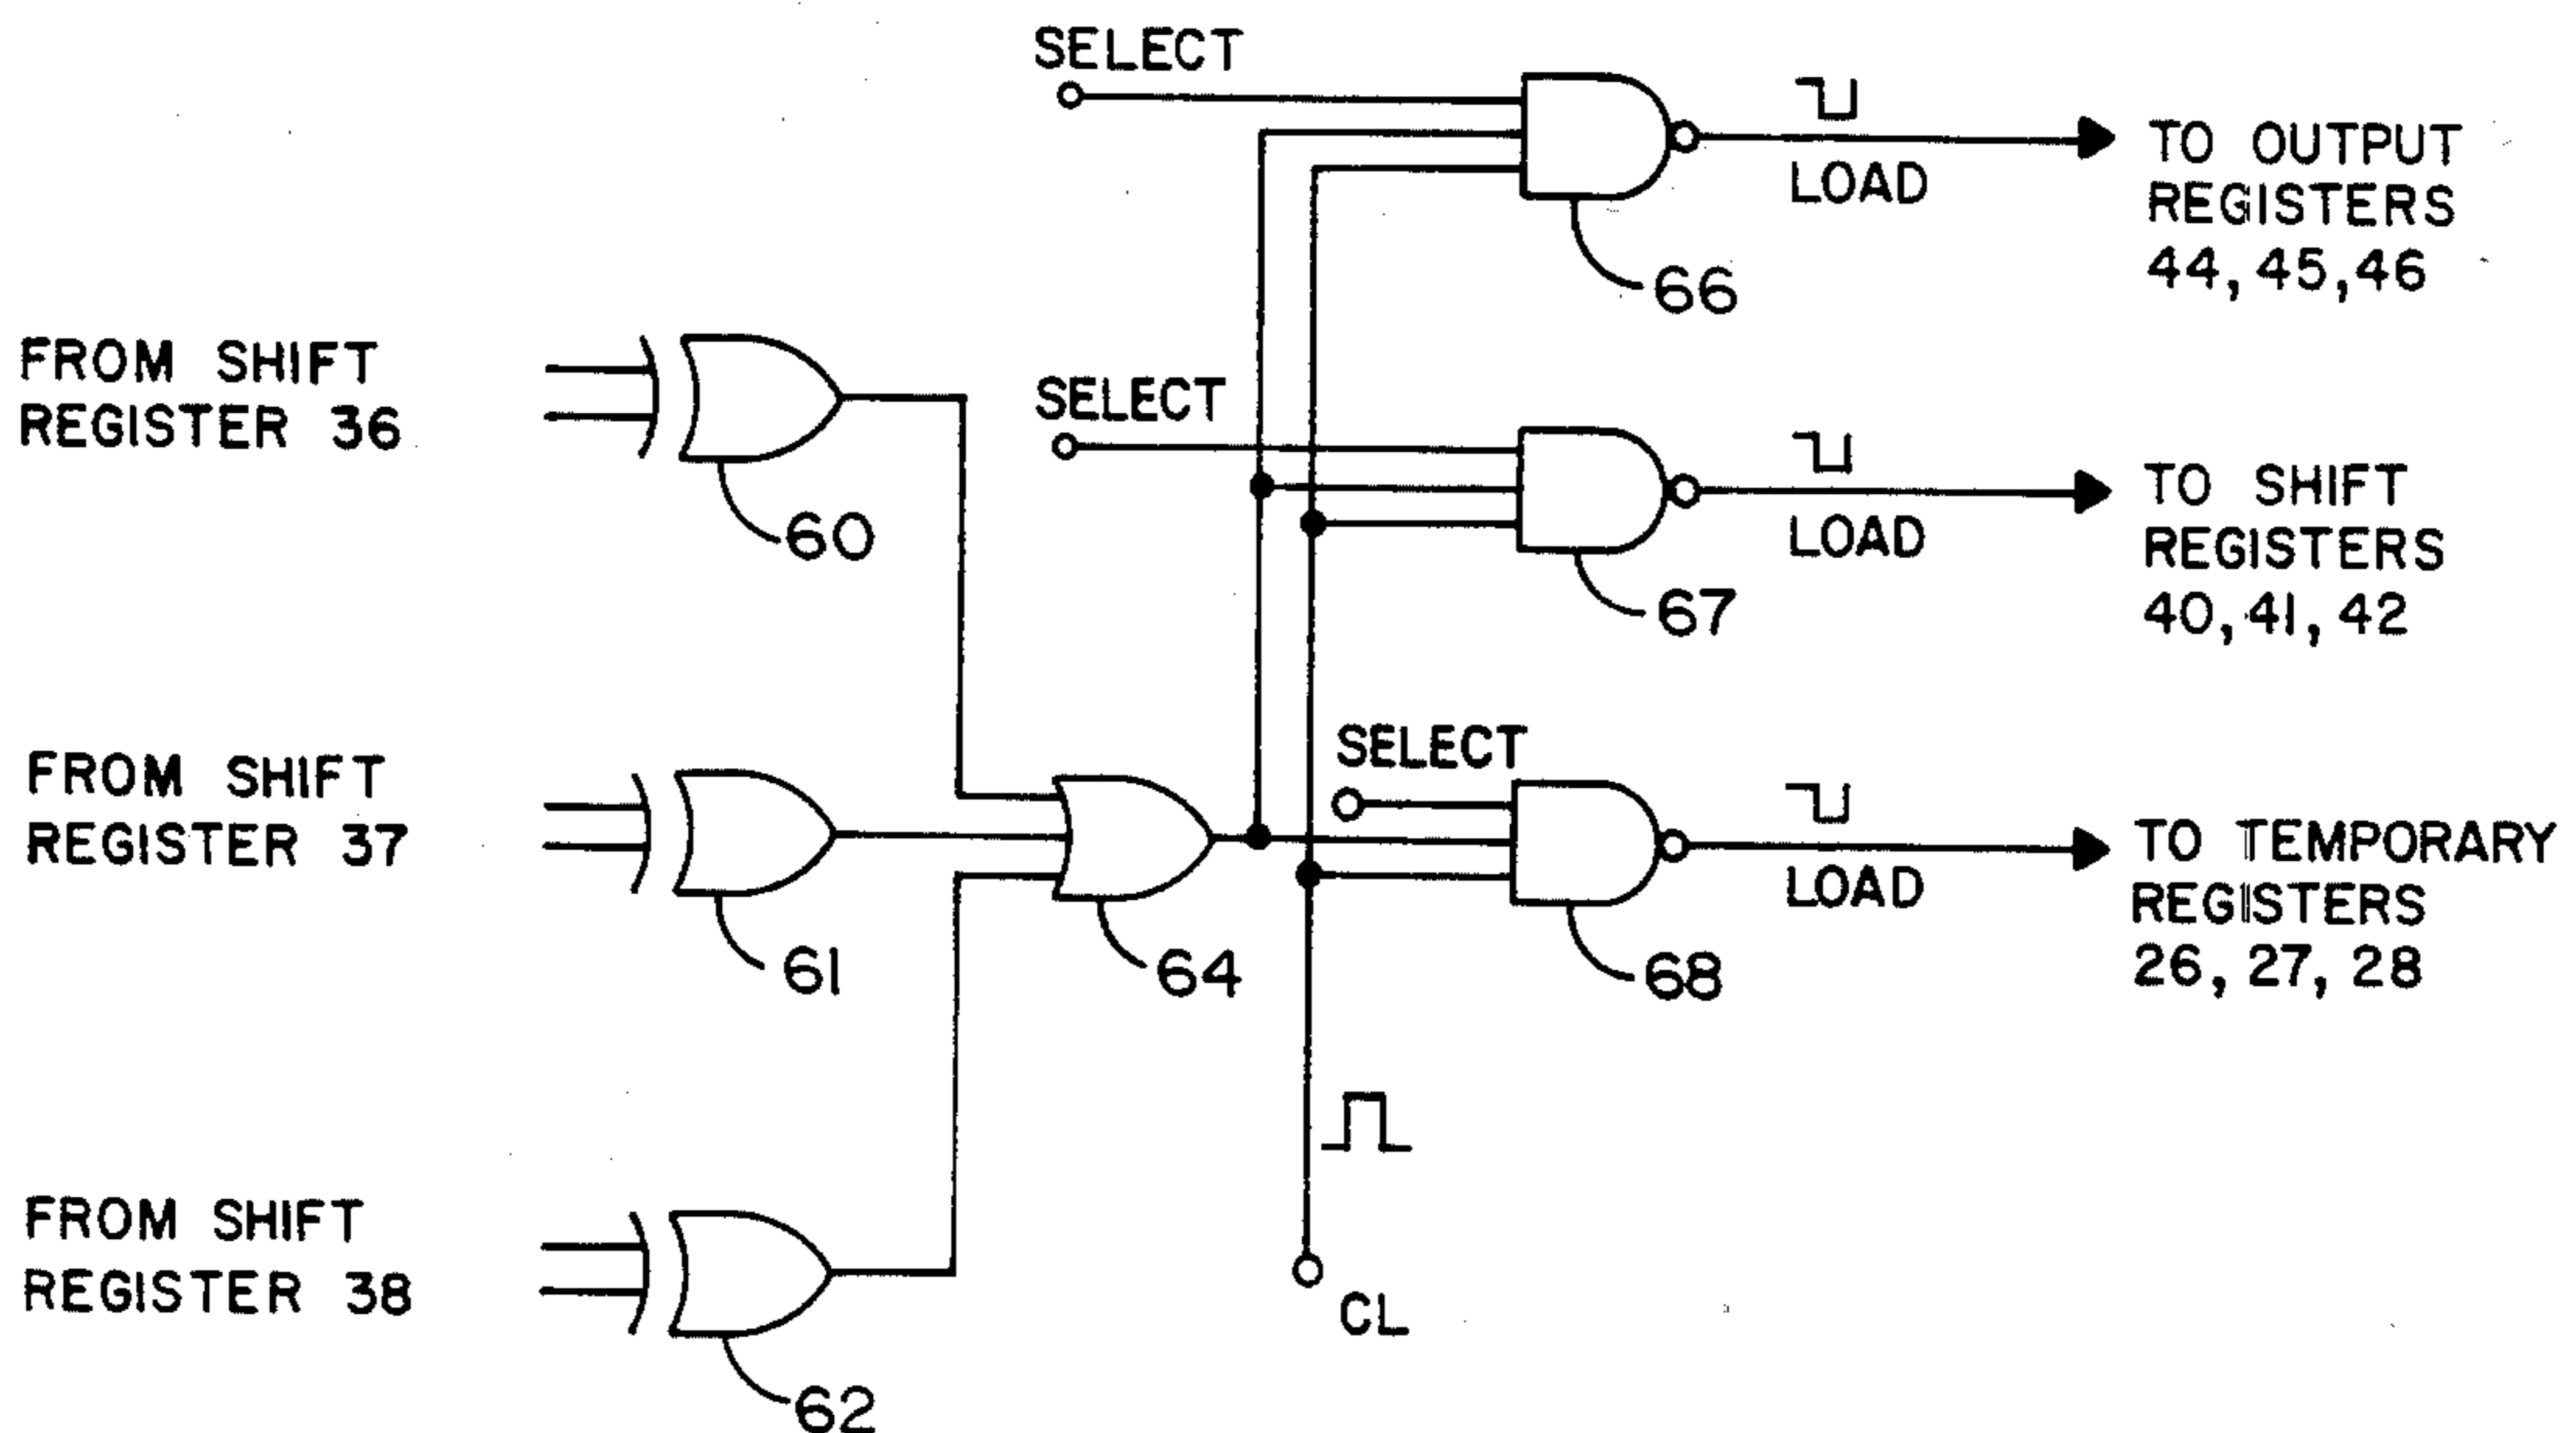 SELECT
LOAD
TO OUTPUT
REGISTERS
44, 45, 46
66
FROM SHIFT
REGISTER 36
60
SELECT
LOAD
TO SHIFT
REGISTERS
40, 41, 42
67
FROM SHIFT
REGISTER 37
61
64
SELECT
LOAD
TO TEMPORARY
REGISTERS
26, 27, 28
68
FROM SHIFT
REGISTER 38
62
CL